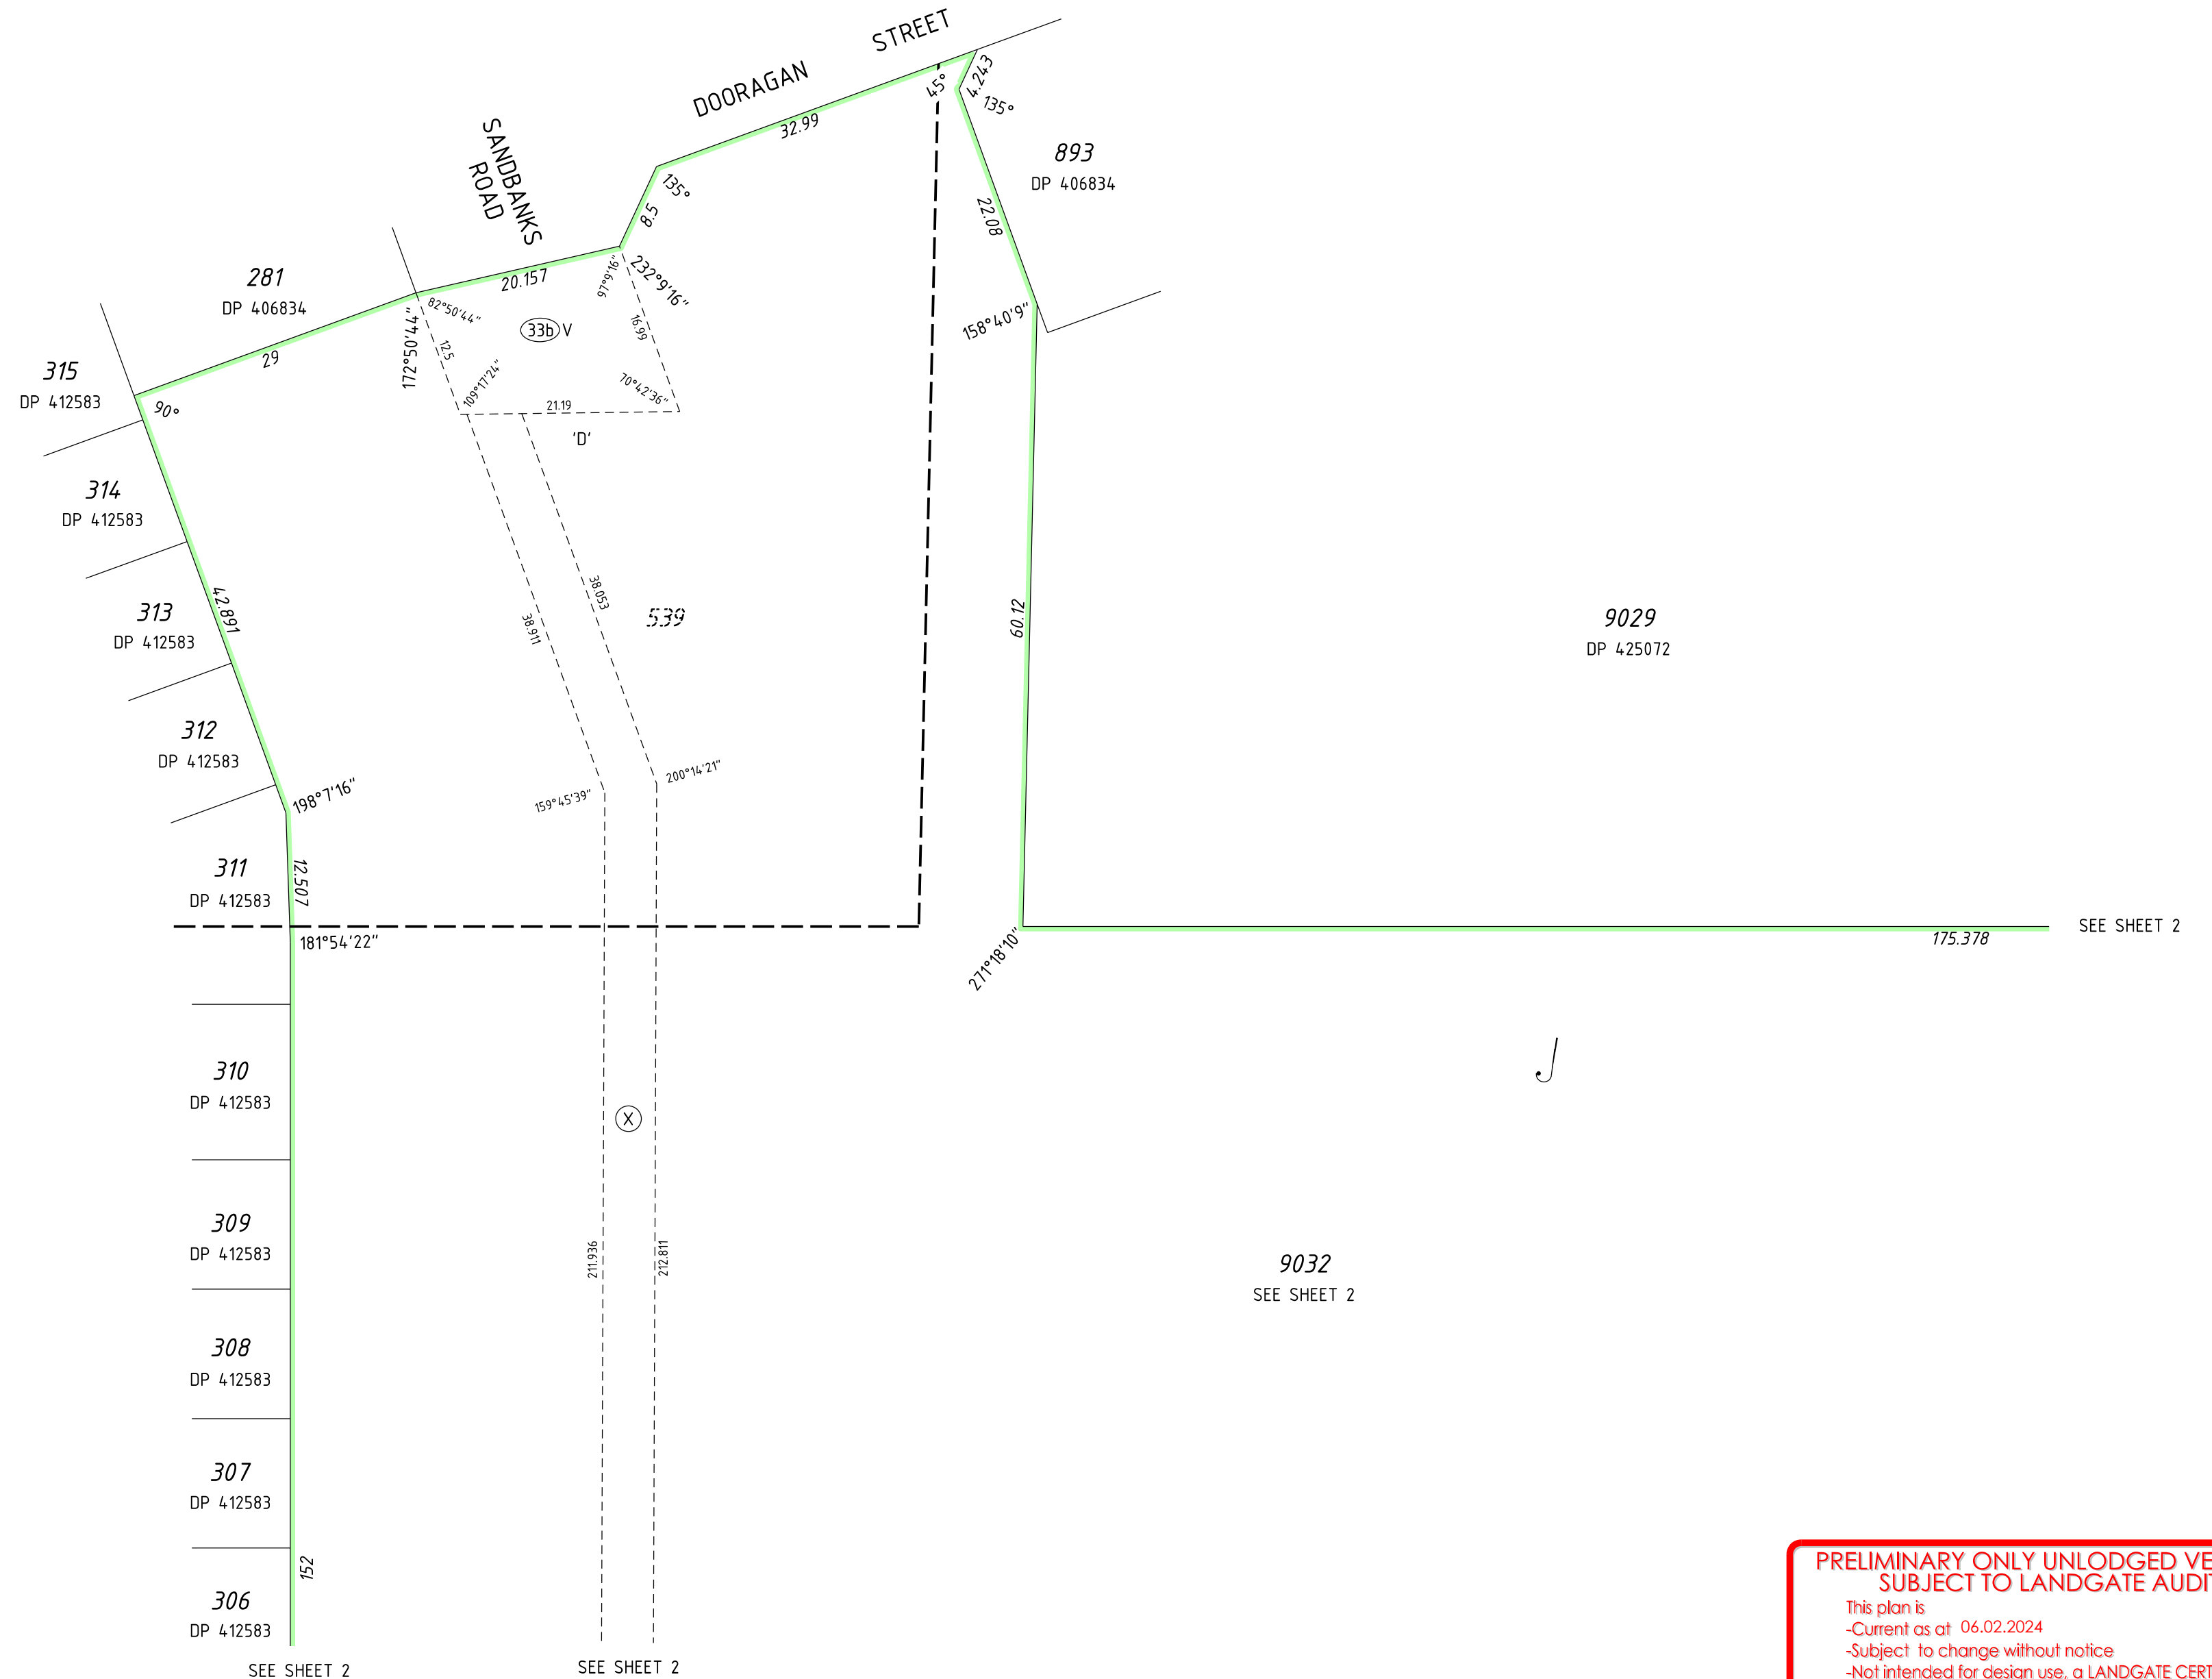 STREET
DOORAGAN
45°
4.243
135°
32.99
893
DP 406834
SANDBANKS
ROAD
135°
8.5
22.08
281
DP 406834
20.157
97°9'16"
232°9'16"
82°50'44"
33b V
16.99
158°40'9"
29
172°50'44"
12.5
315
DP 412583
90°
109°17'24"
70°42'36"
21.19
'D'
314
DP 412583
42.891
38.053
38.911
539
60.12
9029
DP 425072
313
DP 412583
312
DP 412583
198°7'16"
159°45'39"
200°14'21"
311
DP 412583
12.507
181°54'22"
271°18'10"
175.378
SEE SHEET 2
J
310
DP 412583
X
309
DP 412583
211.936
212.811
9032
SEE SHEET 2
308
DP 412583
307
DP 412583
152
306
DP 412583
SEE SHEET 2
SEE SHEET 2
PRELIMINARY ONLY UNLODGED VE
SUBJECT TO LANDGATE AUDI
This plan is
-Current as at 06.02.2024
-Subject to change without notice
-Not intended for design use, a LANDGATE CERT